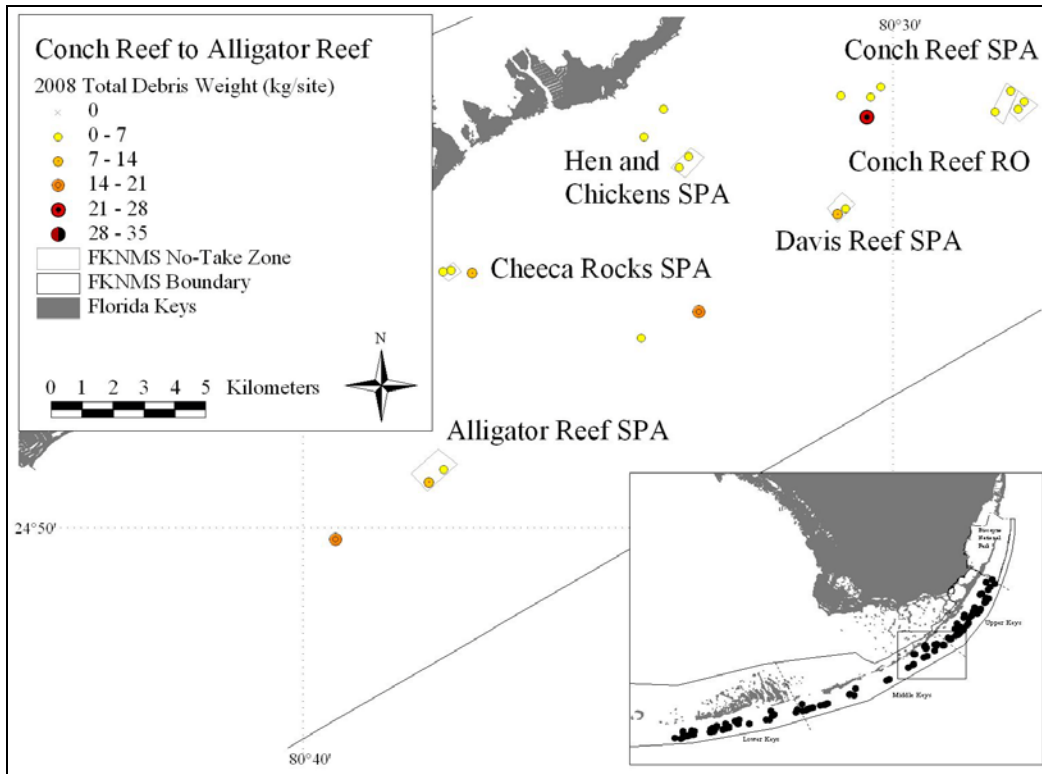 Conch Reef to Alligator Reef
2008 Total Debris Weight (kg/site)
0
0 - 7
7 - 14
14 - 21
21 - 28
28 - 35
FKNMS No-Take Zone
FKNMS Boundary
Florida Keys
0 1 2 3 4 5 Kilometers
N
80°30'
Conch Reef SPA
Conch Reef RO
Hen and
Chickens SPA
Davis Reef SPA
Cheeca Rocks SPA
Alligator Reef SPA
24°50'
80°40'
Biscayne
National
Park
Upper Keys
Middle Keys
Lower Keys